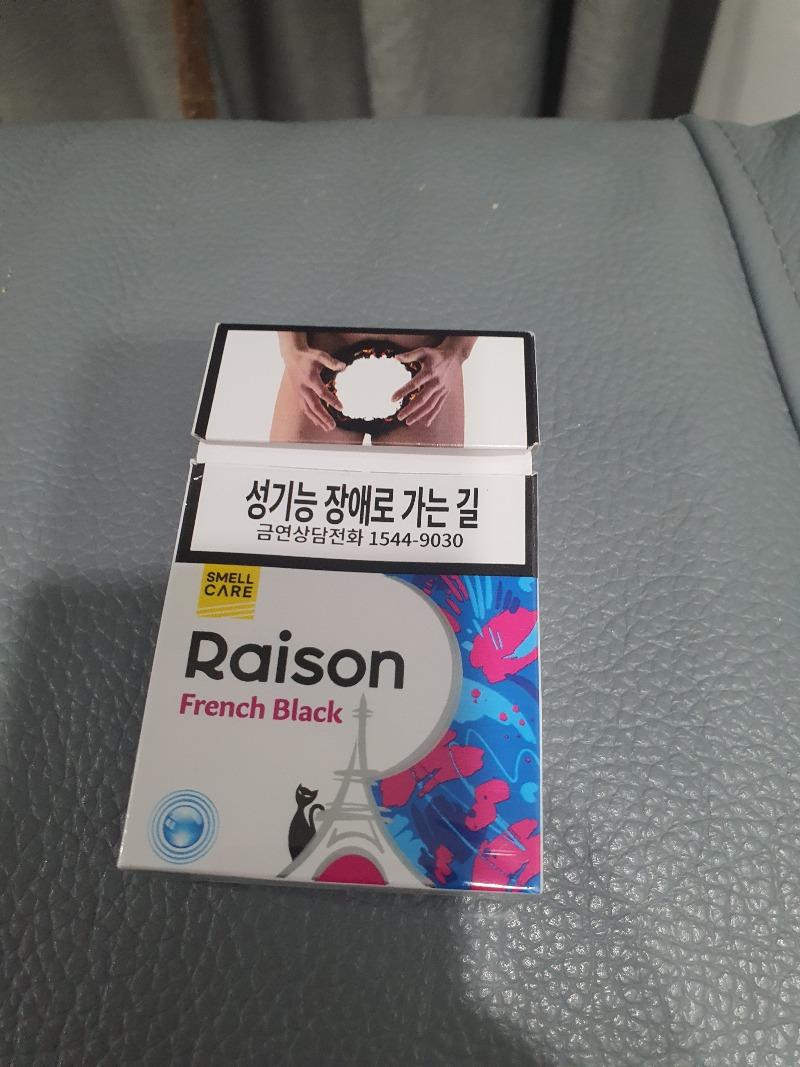 성기능 장애로 가는 길
금연상담전화 1544-9030
SMELL
CARE
Raison
French Black